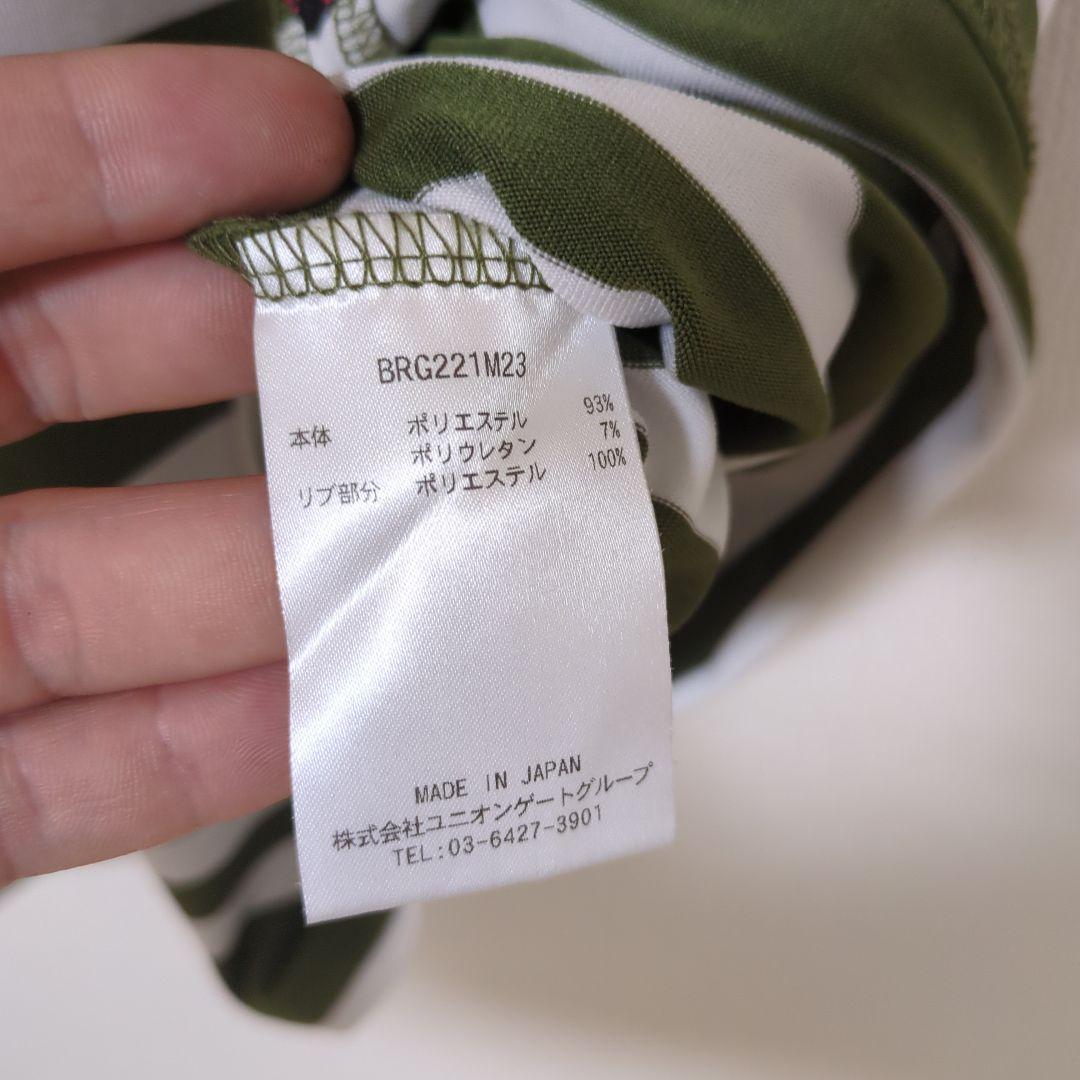 BRG221M23
本体 ポリエステル 93%
ポリウレタン 7%
リブ部分 ポリエステル 100%
MADE IN JAPAN
株式会社ユニオンゲートグループ
TEL:03-6427-3901